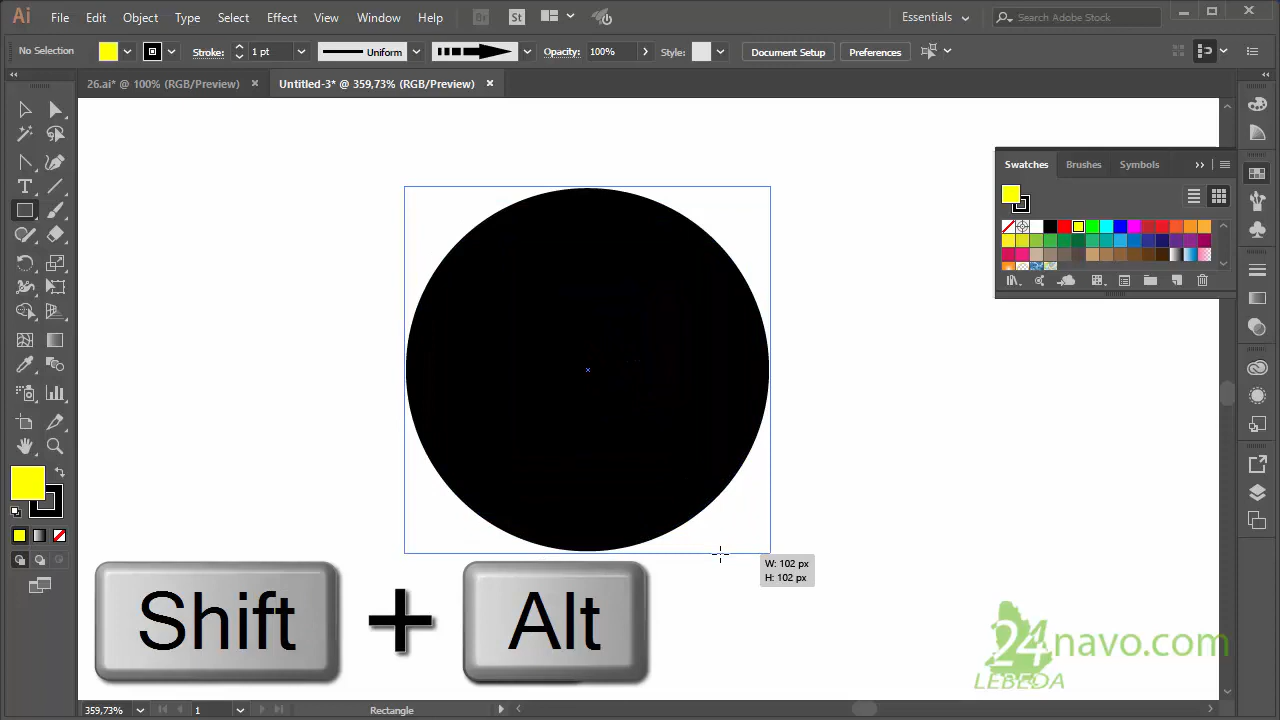 Ai File Edit Object Type Select Effect View Window Help Br St Essentials Search Adobe Stock
No Selection Stroke: 1 pt Uniform Opacity: 100% Style: Document Setup Preferences
26.ai* @ 100% (RGB/Preview) Untitled-3* @ 359,73% (RGB/Preview)
Swatches Brushes Symbols
W: 102 px
H: 102 px
Shift + Alt
24navo.com
LEBEDA
359,73% 1 Rectangle